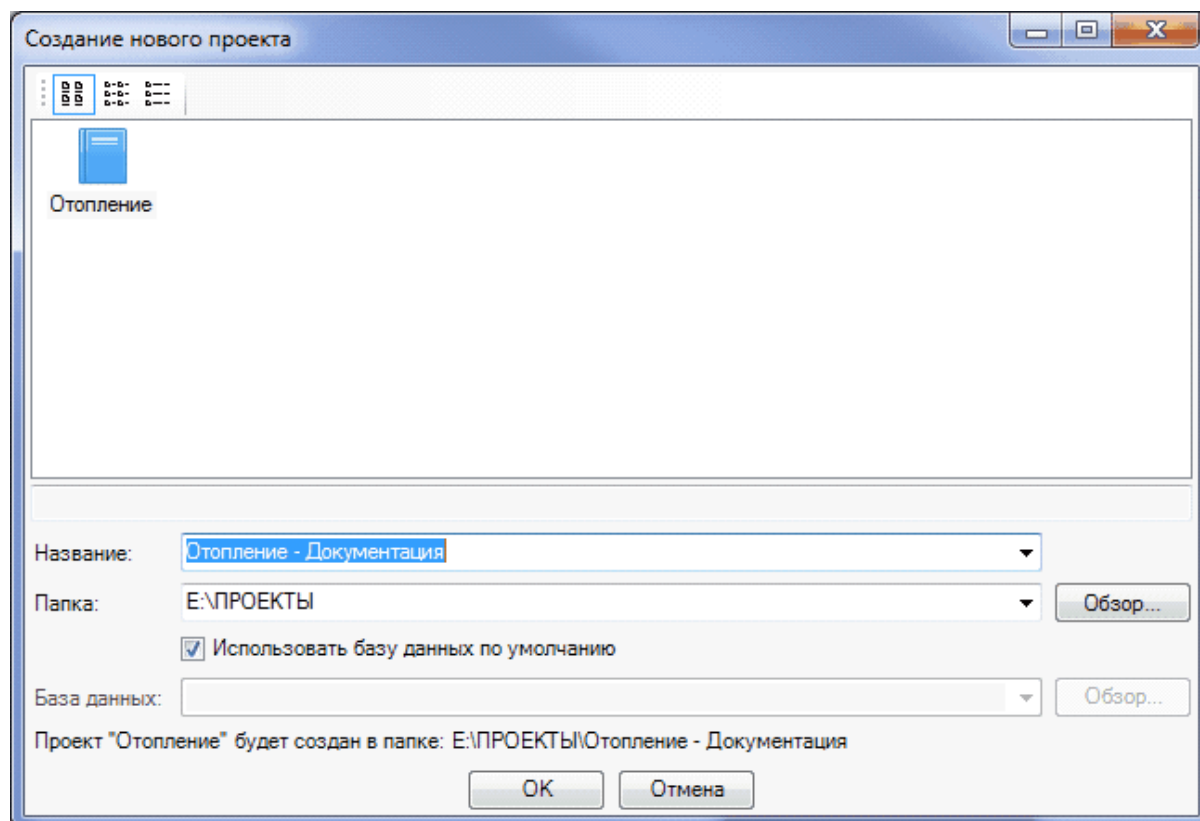 Создание нового проекта
Отопление
Название: Отопление - Документация
Папка: E:\ПРОЕКТЫ Обзор...
Использовать базу данных по умолчанию
База данных: Обзор...
Проект "Отопление" будет создан в папке: E:\ПРОЕКТЫ\Отопление - Документация
OK Отмена